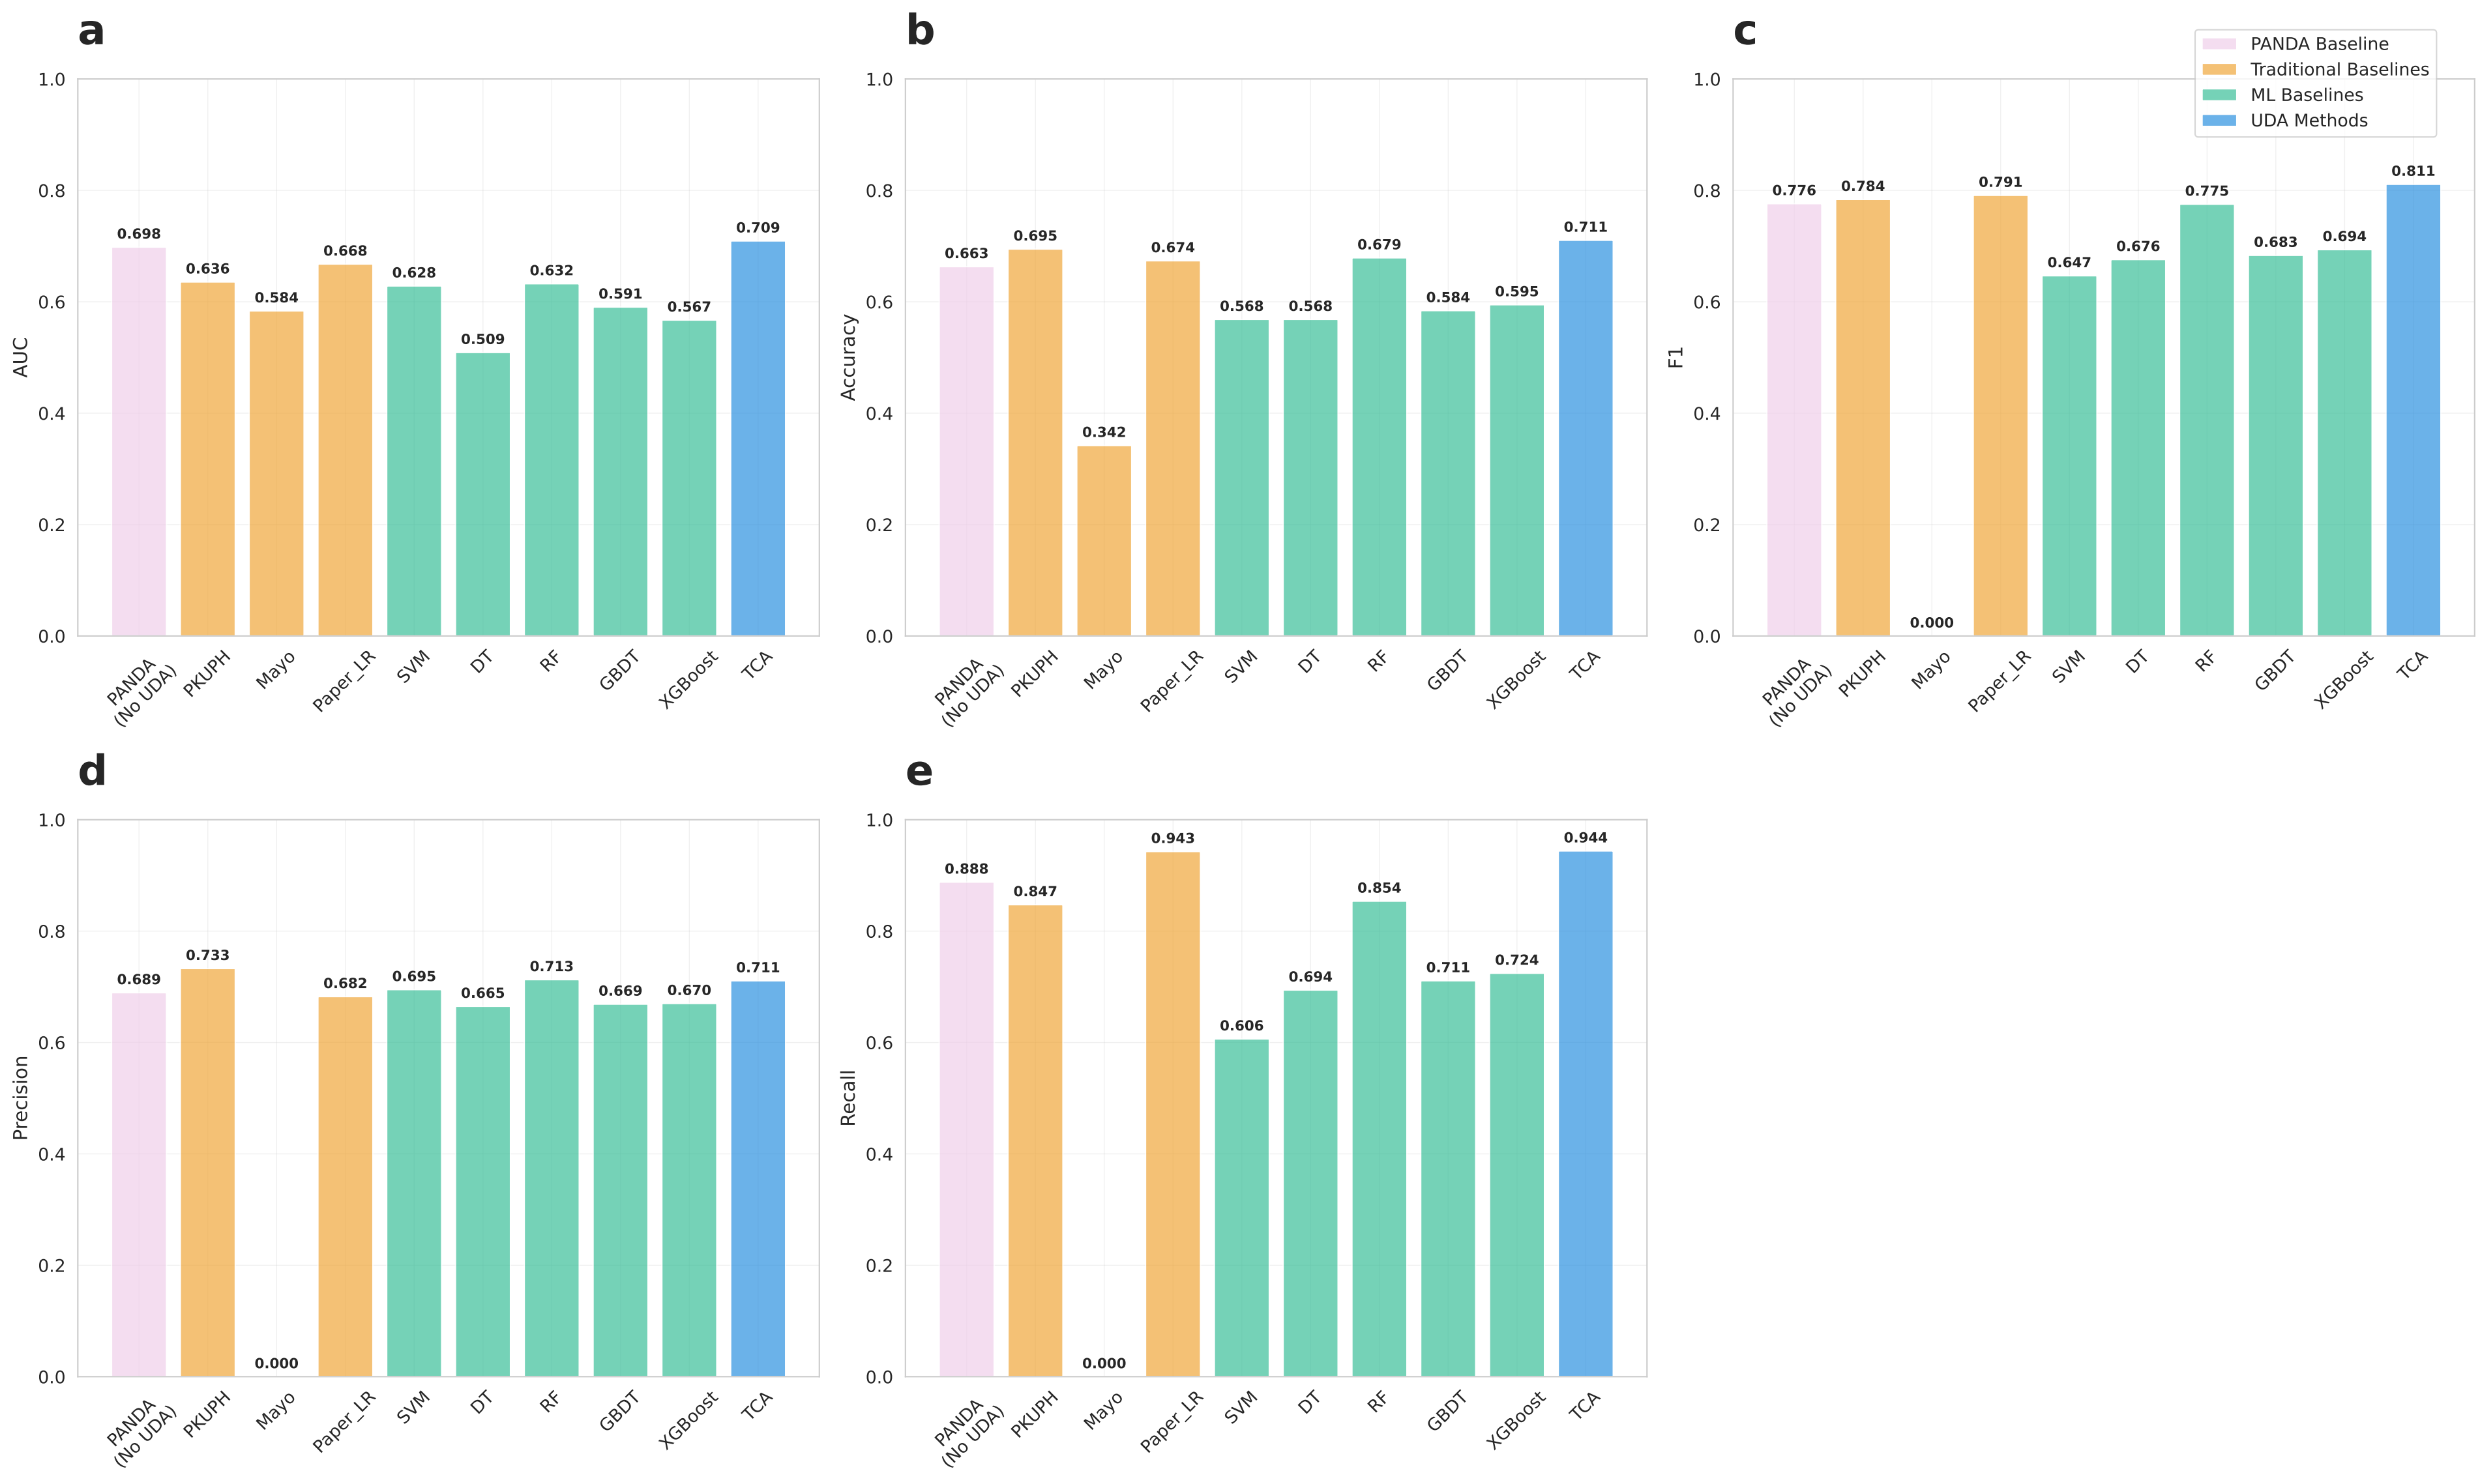 a
1.0
0.8
0.6
0.4
0.2
0.0
AUC
0.698
0.636
0.584
0.668
0.628
0.509
0.632
0.591
0.567
0.709
PANDA
(No UDA)
PKUPH
Mayo
Paper_LR
SVM
DT
RF
GBDT
XGBoost
TCA
b
1.0
0.8
0.6
0.4
0.2
0.0
Accuracy
0.663
0.695
0.342
0.674
0.568
0.568
0.679
0.584
0.595
0.711
PANDA
(No UDA)
PKUPH
Mayo
Paper_LR
SVM
DT
RF
GBDT
XGBoost
TCA
c
PANDA Baseline
Traditional Baselines
ML Baselines
UDA Methods
1.0
0.8
0.6
0.4
0.2
0.0
F1
0.776
0.784
0.000
0.791
0.647
0.676
0.775
0.683
0.694
0.811
PANDA
(No UDA)
PKUPH
Mayo
Paper_LR
SVM
DT
RF
GBDT
XGBoost
TCA
d
1.0
0.8
0.6
0.4
0.2
0.0
Precision
0.689
0.733
0.000
0.682
0.695
0.665
0.713
0.669
0.670
0.711
PANDA
(No UDA)
PKUPH
Mayo
Paper_LR
SVM
DT
RF
GBDT
XGBoost
TCA
e
1.0
0.8
0.6
0.4
0.2
0.0
Recall
0.888
0.847
0.000
0.943
0.606
0.694
0.854
0.711
0.724
0.944
PANDA
(No UDA)
PKUPH
Mayo
Paper_LR
SVM
DT
RF
GBDT
XGBoost
TCA